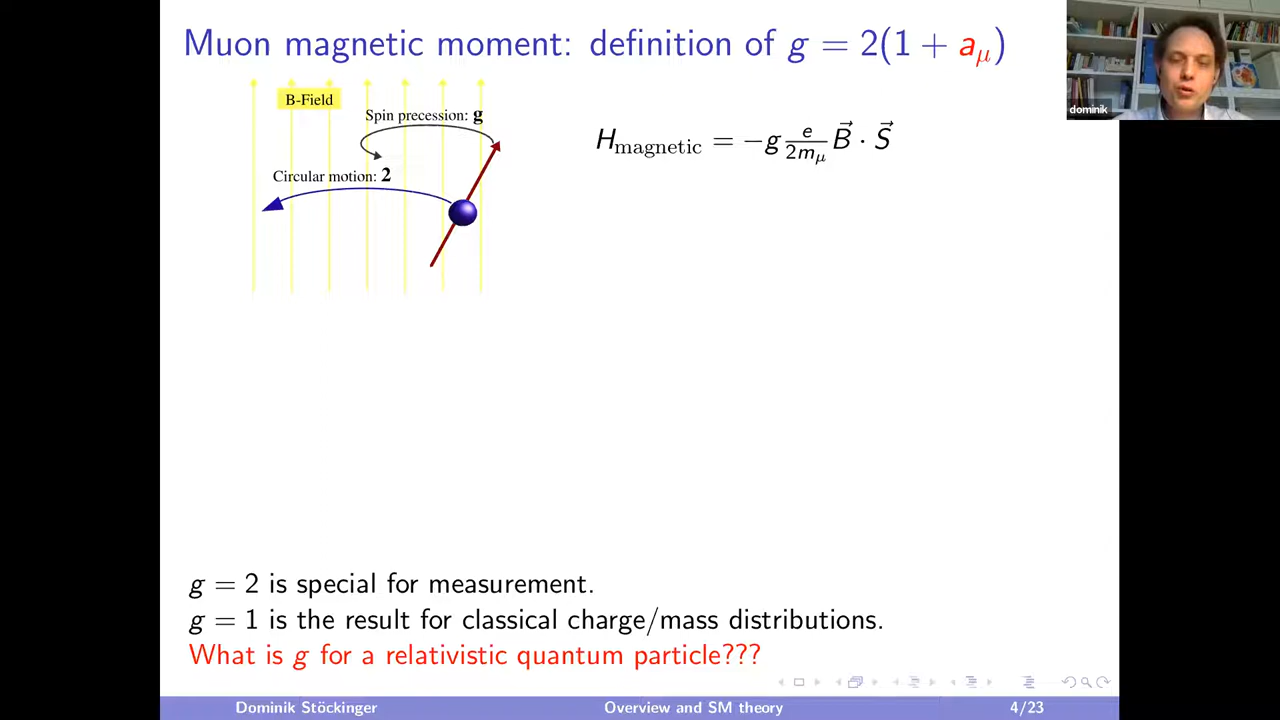 Muon magnetic moment: definition of g = 2(1 + aμ)
B-Field
Spin precession: g
Circular motion: 2
H_magnetic = −g e/2mμ B⃗ · S⃗
dominik
g = 2 is special for measurement.
g = 1 is the result for classical charge/mass distributions.
What is g for a relativistic quantum particle???
Dominik Stöckinger
Overview and SM theory
4/23